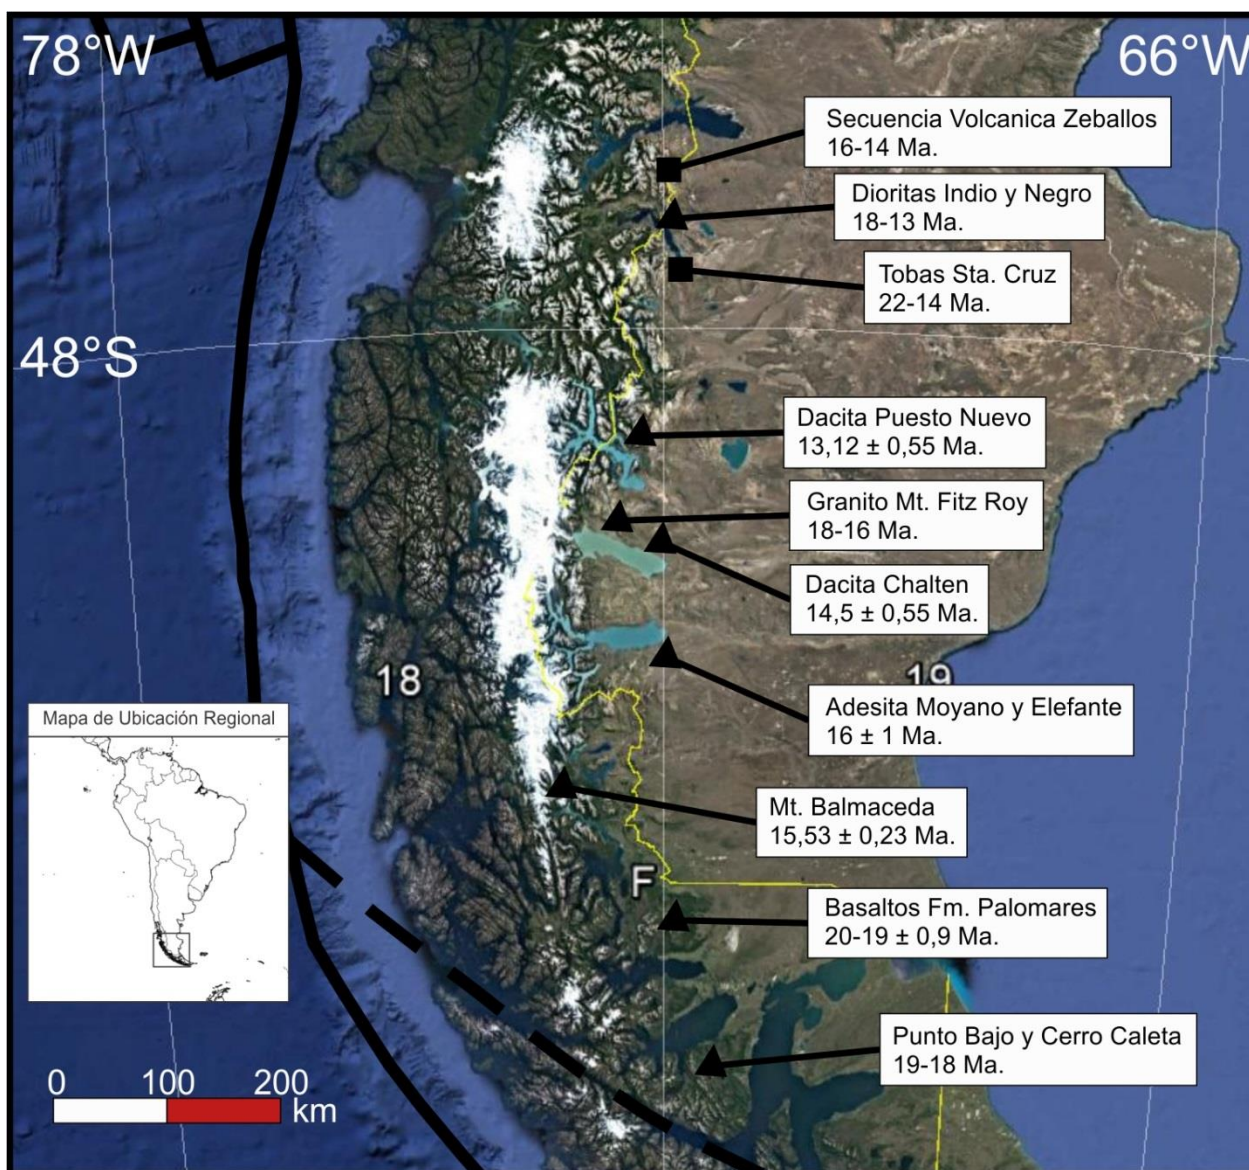 78°W
66°W
Secuencia Volcanica Zeballos
16-14 Ma.
Dioritas Indio y Negro
18-13 Ma.
Tobas Sta. Cruz
22-14 Ma.
48°S
Dacita Puesto Nuevo
13,12 ± 0,55 Ma.
Granito Mt. Fitz Roy
18-16 Ma.
Dacita Chalten
14,5 ± 0,55 Ma.
18
19
Adesita Moyano y Elefante
16 ± 1 Ma.
Mapa de Ubicación Regional
Mt. Balmaceda
15,53 ± 0,23 Ma.
F
Basaltos Fm. Palomares
20-19 ± 0,9 Ma.
Punto Bajo y Cerro Caleta
19-18 Ma.
0 100 200
km